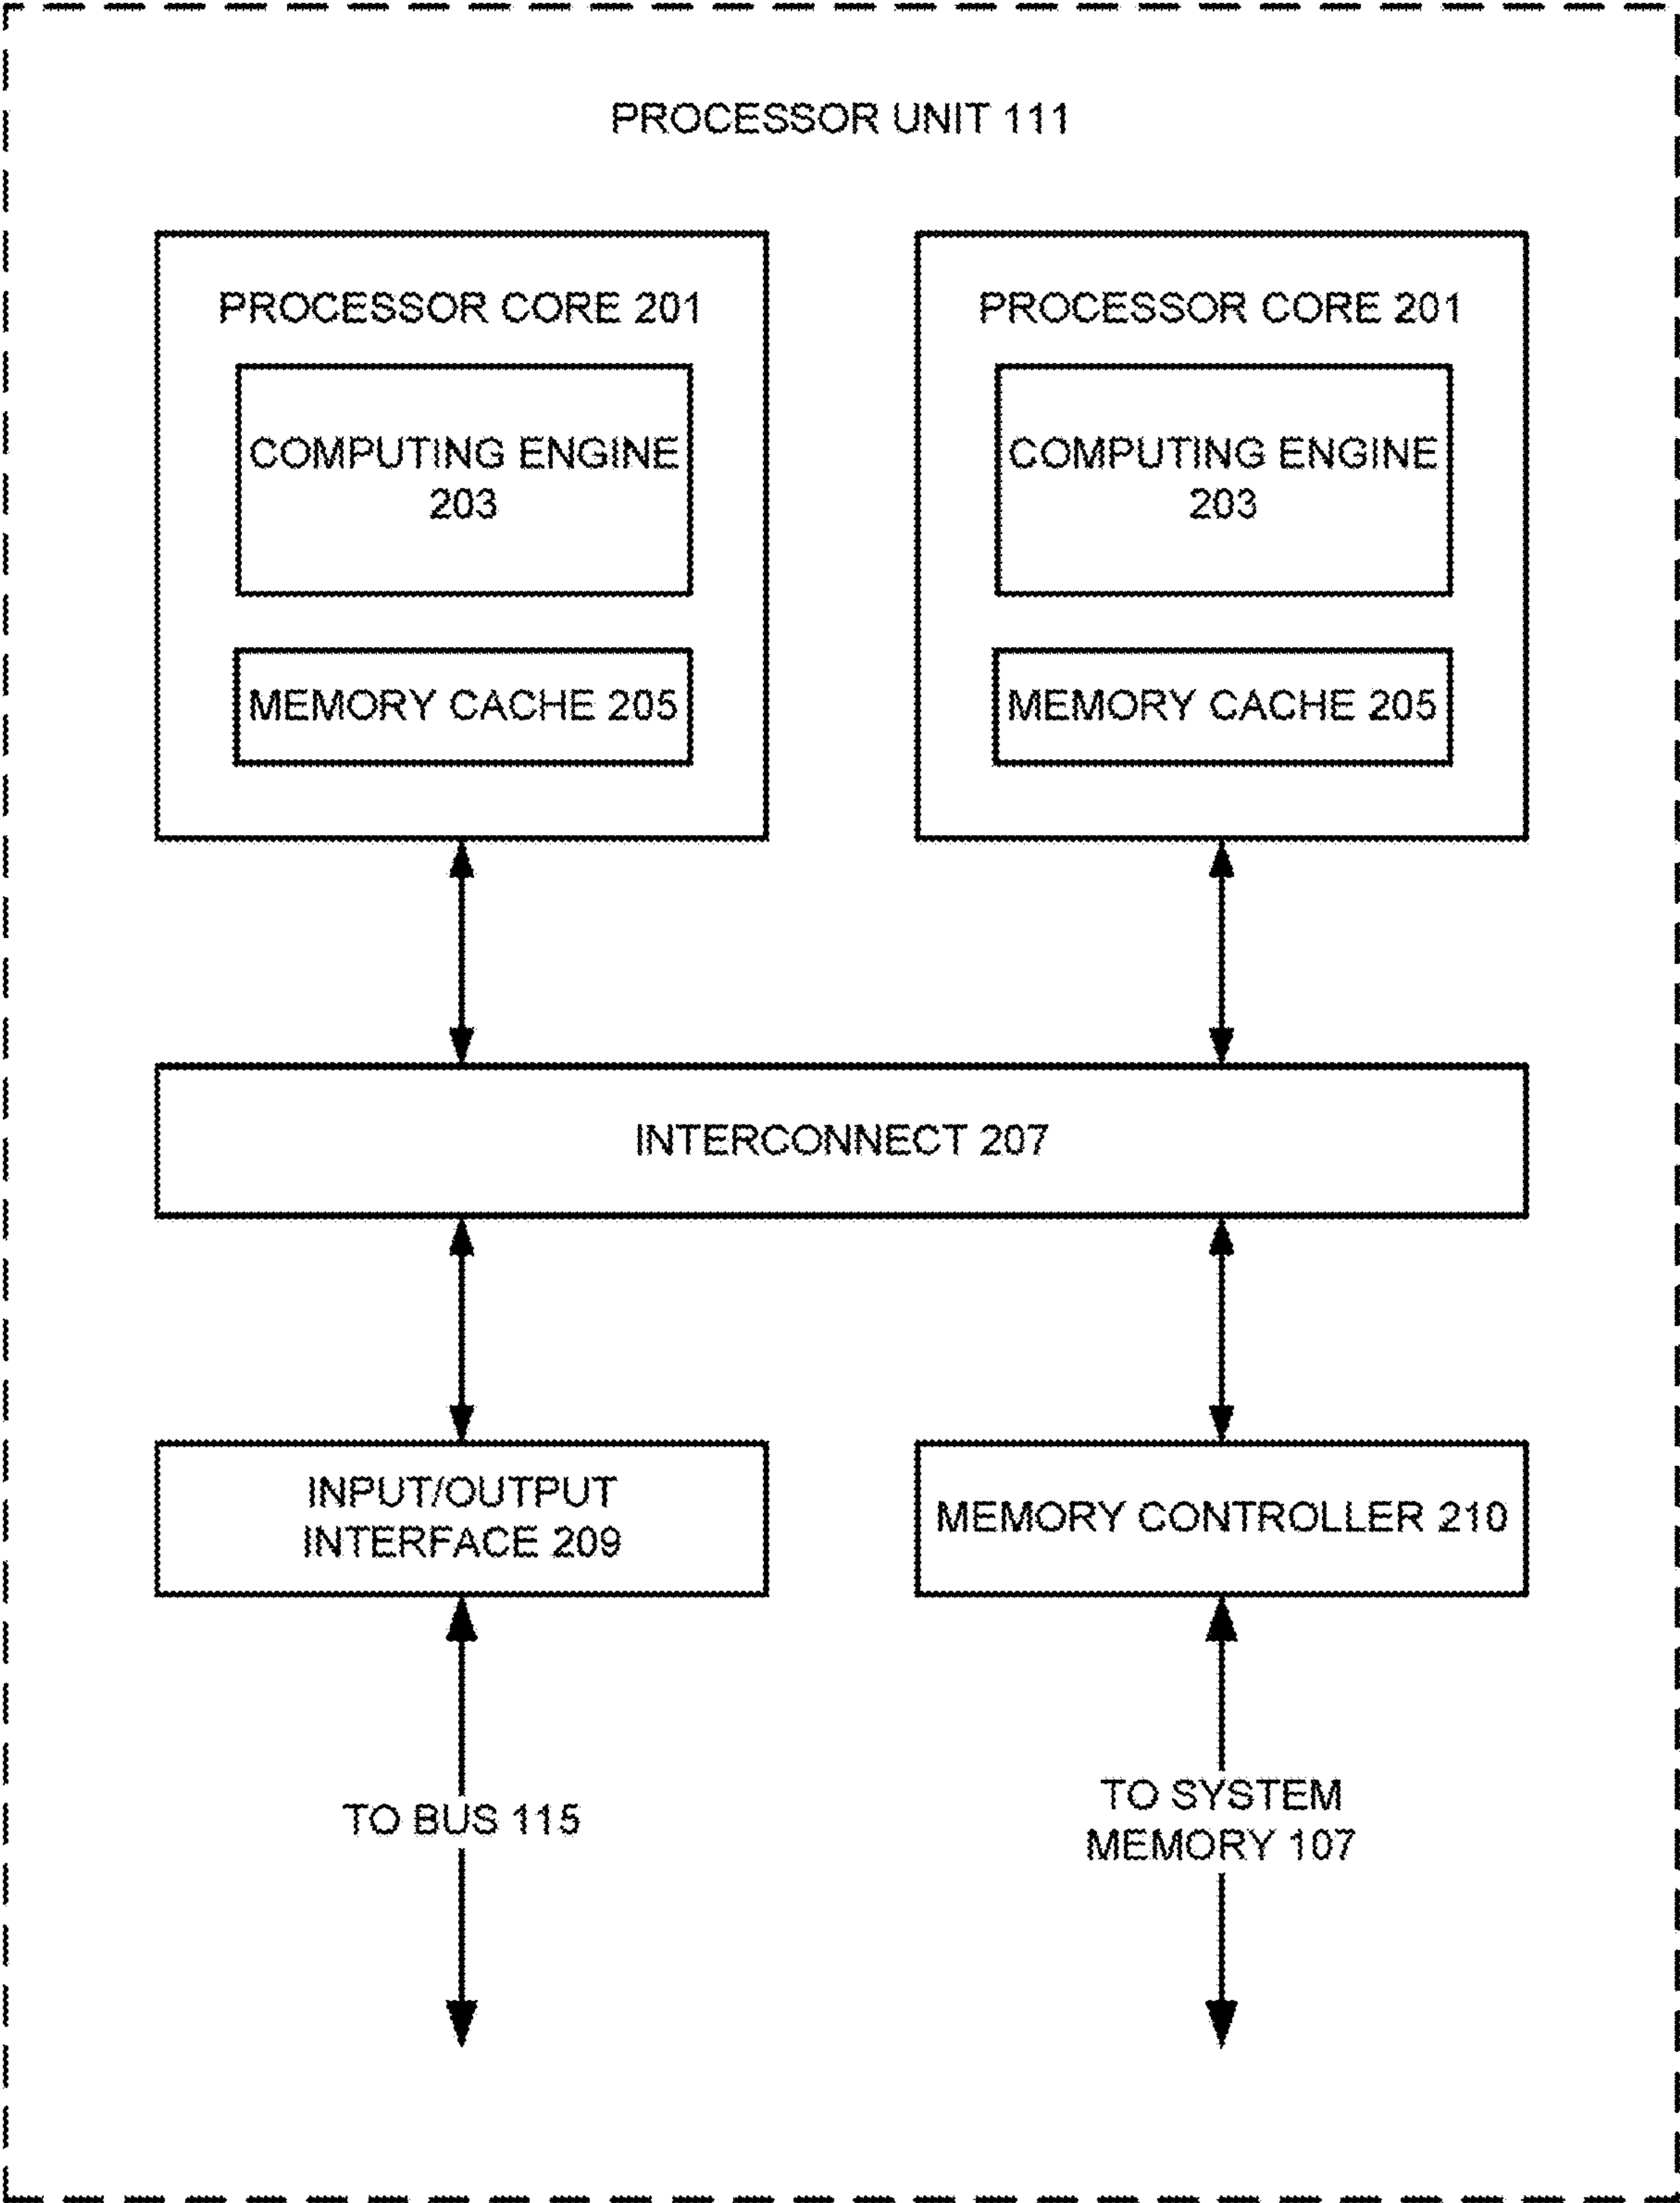 PROCESSOR UNIT 111
PROCESSOR CORE 201
COMPUTING ENGINE
203
MEMORY CACHE 205
PROCESSOR CORE 201
COMPUTING ENGINE
203
MEMORY CACHE 205
INTERCONNECT 207
INPUT/OUTPUT
INTERFACE 209
MEMORY CONTROLLER 210
TO BUS 115
TO SYSTEM
MEMORY 107